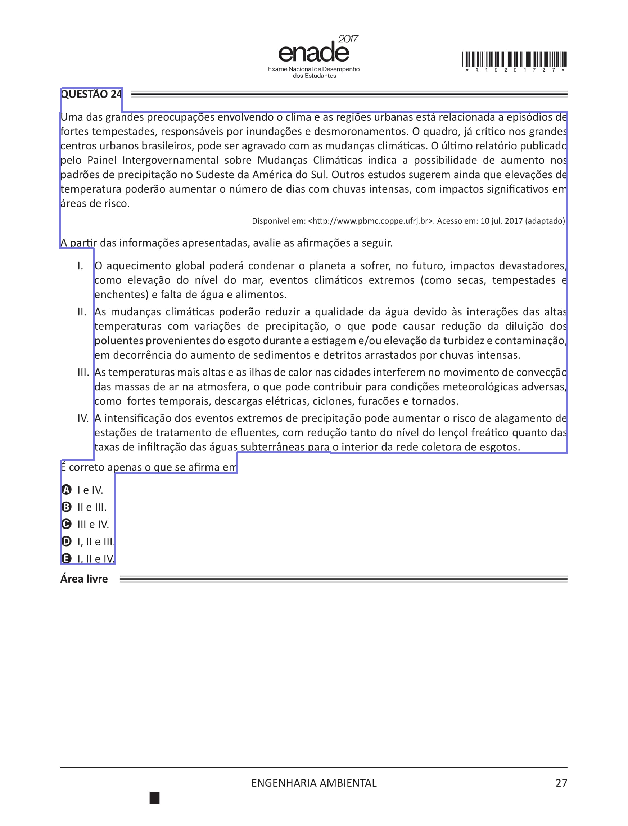 enade 2017
Exame Nacional de Desempenho
dos Estudantes
QUESTÃO 24
Uma das grandes preocupações envolvendo o clima e as regiões urbanas está relacionada a episódios de
fortes tempestades, responsáveis por inundações e desmoronamentos. O quadro, já crítico nos grandes
centros urbanos brasileiros, pode ser agravado com as mudanças climáticas. O último relatório publicado
pelo Painel Intergovernamental sobre Mudanças Climáticas indica a possibilidade de aumento nos
padrões de precipitação no Sudeste da América do Sul. Outros estudos sugerem ainda que elevações de
temperatura poderão aumentar o número de dias com chuvas intensas, com impactos significativos em
áreas de risco.
Disponível em: <http://www.pbmc.coppe.ufrj.br>. Acesso em: 10 jul. 2017 (adaptado).
A partir das informações apresentadas, avalie as afirmações a seguir.
I. O aquecimento global poderá condenar o planeta a sofrer, no futuro, impactos devastadores,
como elevação do nível do mar, eventos climáticos extremos (como secas, tempestades e
enchentes) e falta de água e alimentos.
II. As mudanças climáticas poderão reduzir a qualidade da água devido às interações das altas
temperaturas com variações de precipitação, o que pode causar redução da diluição dos
poluentes provenientes do esgoto durante a estiagem e/ou elevação da turbidez e contaminação,
em decorrência do aumento de sedimentos e detritos arrastados por chuvas intensas.
III. As temperaturas mais altas e as ilhas de calor nas cidades interferem no movimento de convecção
das massas de ar na atmosfera, o que pode contribuir para condições meteorológicas adversas,
como fortes temporais, descargas elétricas, ciclones, furacões e tornados.
IV. A intensificação dos eventos extremos de precipitação pode aumentar o risco de alagamento de
estações de tratamento de efluentes, com redução tanto do nível do lençol freático quanto das
taxas de infiltração das águas subterrâneas para o interior da rede coletora de esgotos.
É correto apenas o que se afirma em
A I e IV.
B II e III.
C III e IV.
D I, II e III.
E I, II e IV.
Área livre
ENGENHARIA AMBIENTAL 27